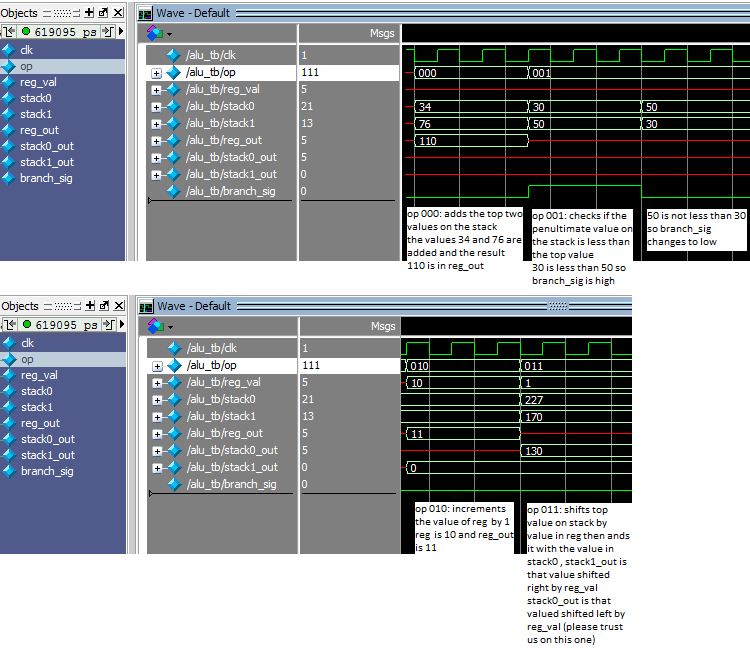 Objects
Wave - Default
619095 ps
Msgs
clk
op
reg_val
stack0
stack1
reg_out
stack0_out
stack1_out
branch_sig
/alu_tb/clk 1
/alu_tb/op 111 000 001
/alu_tb/reg_val 5
/alu_tb/stack0 21 34 30 50
/alu_tb/stack1 13 76 50 30
/alu_tb/reg_out 5 110
/alu_tb/stack0_out 5
/alu_tb/stack1_out 0
/alu_tb/branch_sig 0
op 000: adds the top two
values on the stack
the values 34 and 76 are
added and the result
110 is in reg_out
op 001: checks if the
penultimate value on
the stack is less than
the top value
30 is less than 50 so
branch_sig is high
50 is not less than 30
so branch_sig
changes to low
Objects
Wave - Default
619095 ps
Msgs
clk
op
reg_val
stack0
stack1
reg_out
stack0_out
stack1_out
branch_sig
/alu_tb/clk 1
/alu_tb/op 111 010 011
/alu_tb/reg_val 5 10 1
/alu_tb/stack0 21 227
/alu_tb/stack1 13 170
/alu_tb/reg_out 5 11
/alu_tb/stack0_out 5 130
/alu_tb/stack1_out 0 0
/alu_tb/branch_sig 0
op 010: increments
the value of reg by 1
reg is 10 and reg_out
is 11
op 011: shifts top
value on stack by
value in reg then ands
it with the value in
stack0 , stack1_out is
that value shifted
right by reg_val
stack0_out is that
valued shifted left by
reg_val (please trust
us on this one)